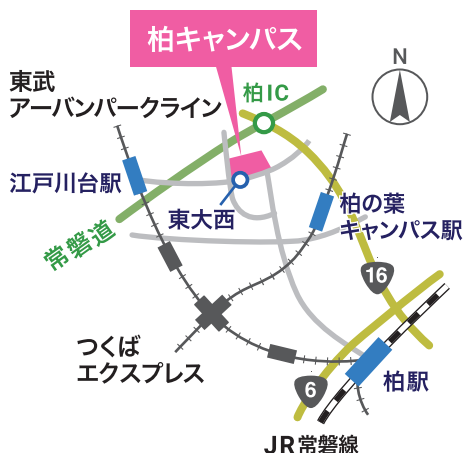 柏キャンパス
N
東武
アーバンパークライン
柏IC
江戸川台駅
東大西
柏の葉
キャンパス駅
常磐道
16
つくば
エクスプレス
6
柏駅
JR常磐線